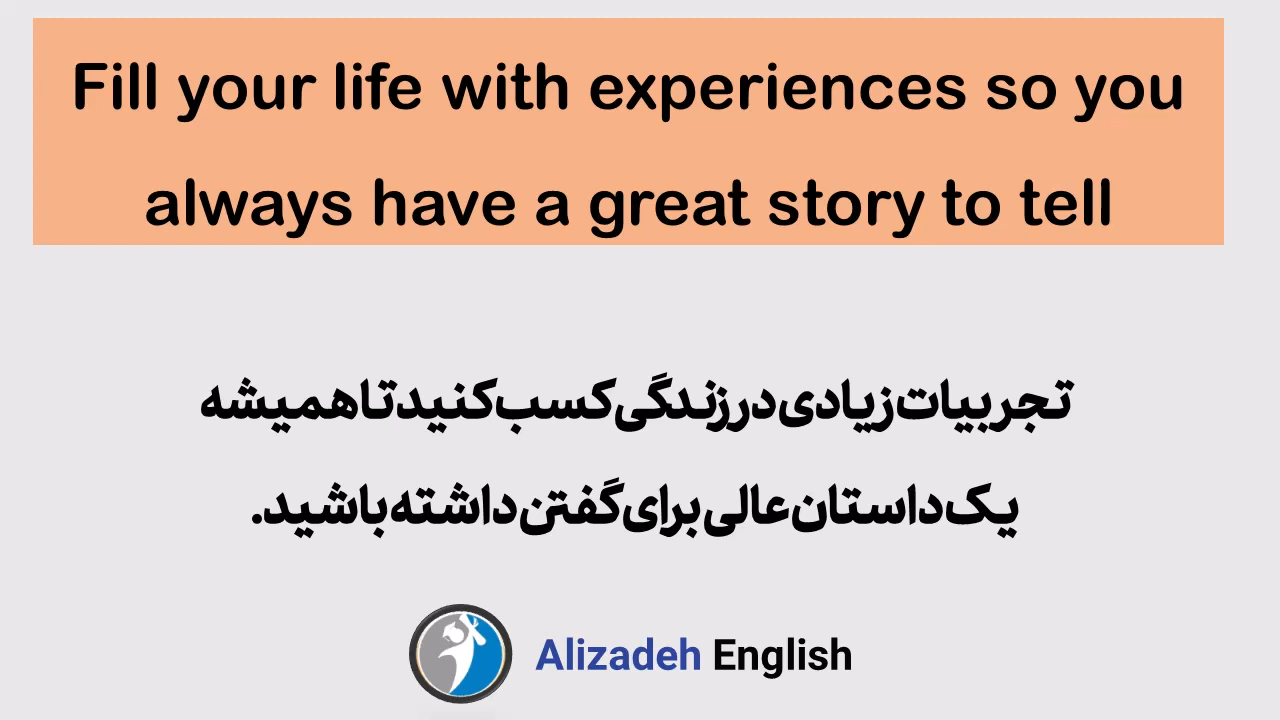 Fill your life with experiences so you
always have a great story to tell
تجربیات زیادی در زندگی کسب کنید تا همیشه
یک داستان عالی برای گفتن داشته باشید.
Alizadeh English